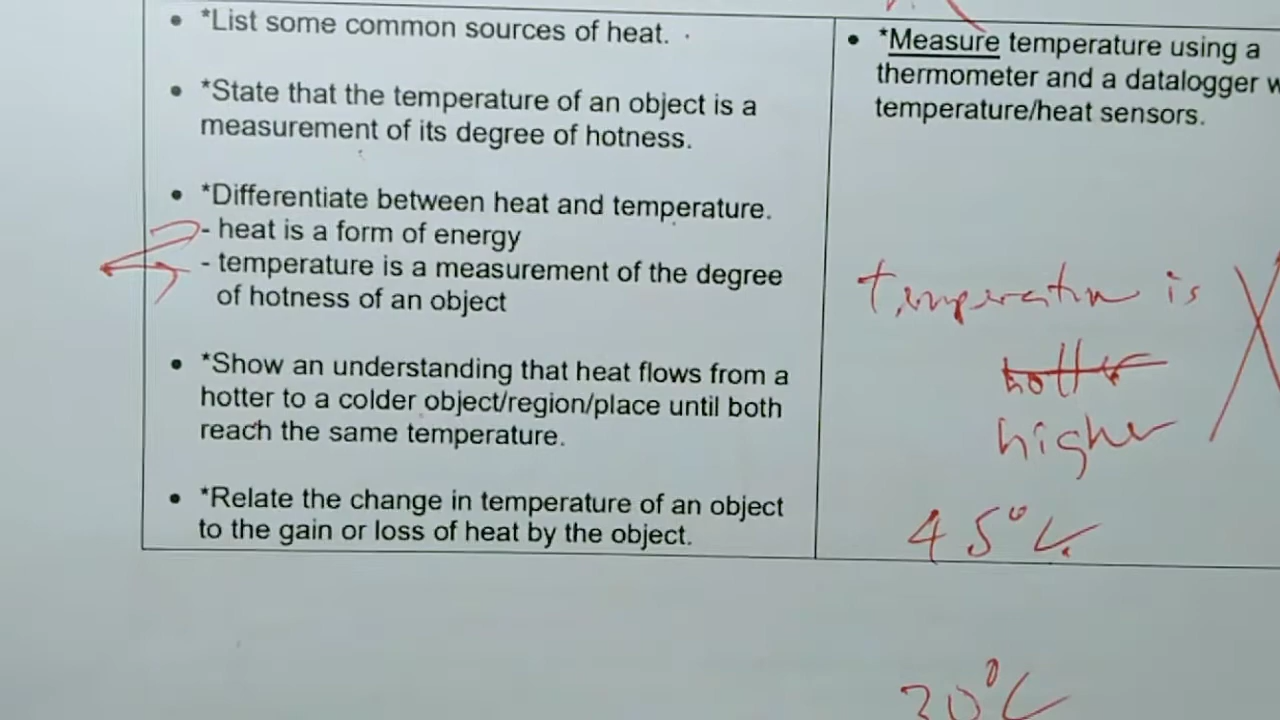 • *List some common sources of heat.
• *State that the temperature of an object is a
measurement of its degree of hotness.
• *Differentiate between heat and temperature.
- heat is a form of energy
- temperature is a measurement of the degree
of hotness of an object
• *Show an understanding that heat flows from a
hotter to a colder object/region/place until both
reach the same temperature.
• *Relate the change in temperature of an object
to the gain or loss of heat by the object.
• *Measure temperature using a
thermometer and a datalogger
temperature/heat sensors.
temperature is
hotter
higher
45°C